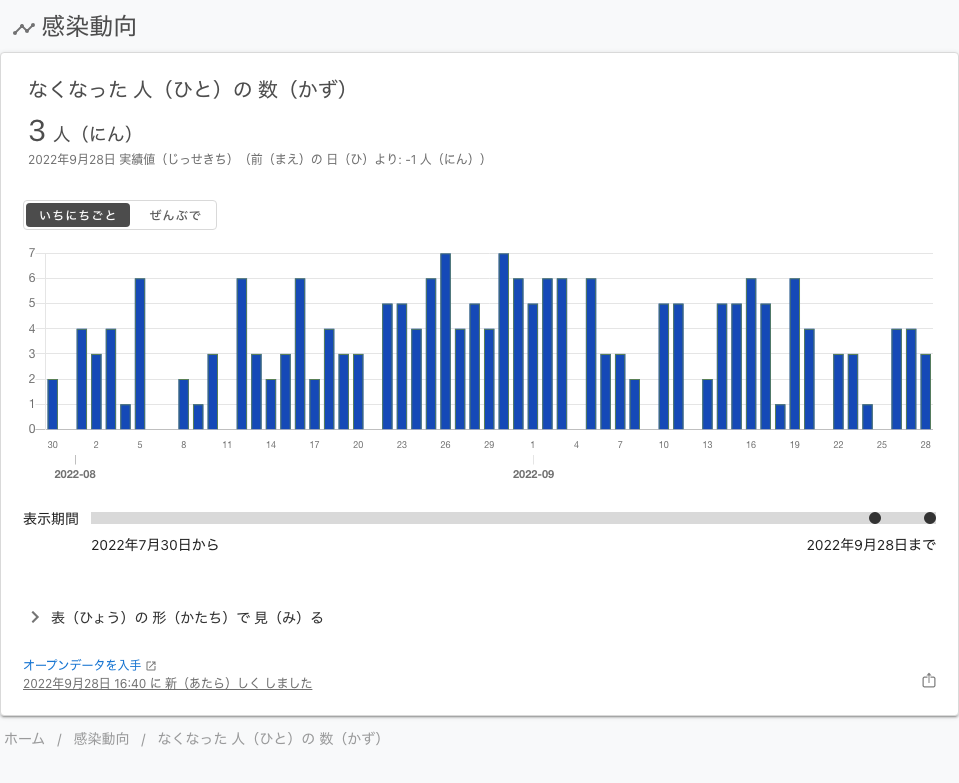 感染動向
なくなった 人（ひと）の 数（かず）
3 人（にん）
2022年9月28日 実績値（じっせきち）（前（まえ）の 日（ひ）より: -1 人（にん））
いちにちごと ぜんぶで
7
6
5
4
3
2
1
0
30 2 5 8 11 14 17 20 23 26 29 1 4 7 10 13 16 19 22 25 28
2022-08 2022-09
表示期間
2022年7月30日から 2022年9月28日まで
表（ひょう）の 形（かたち）で 見（み）る
オープンデータを入手
2022年9月28日 16:40 に 新（あたら）しく しました
ホーム / 感染動向 / なくなった 人（ひと）の 数（かず）